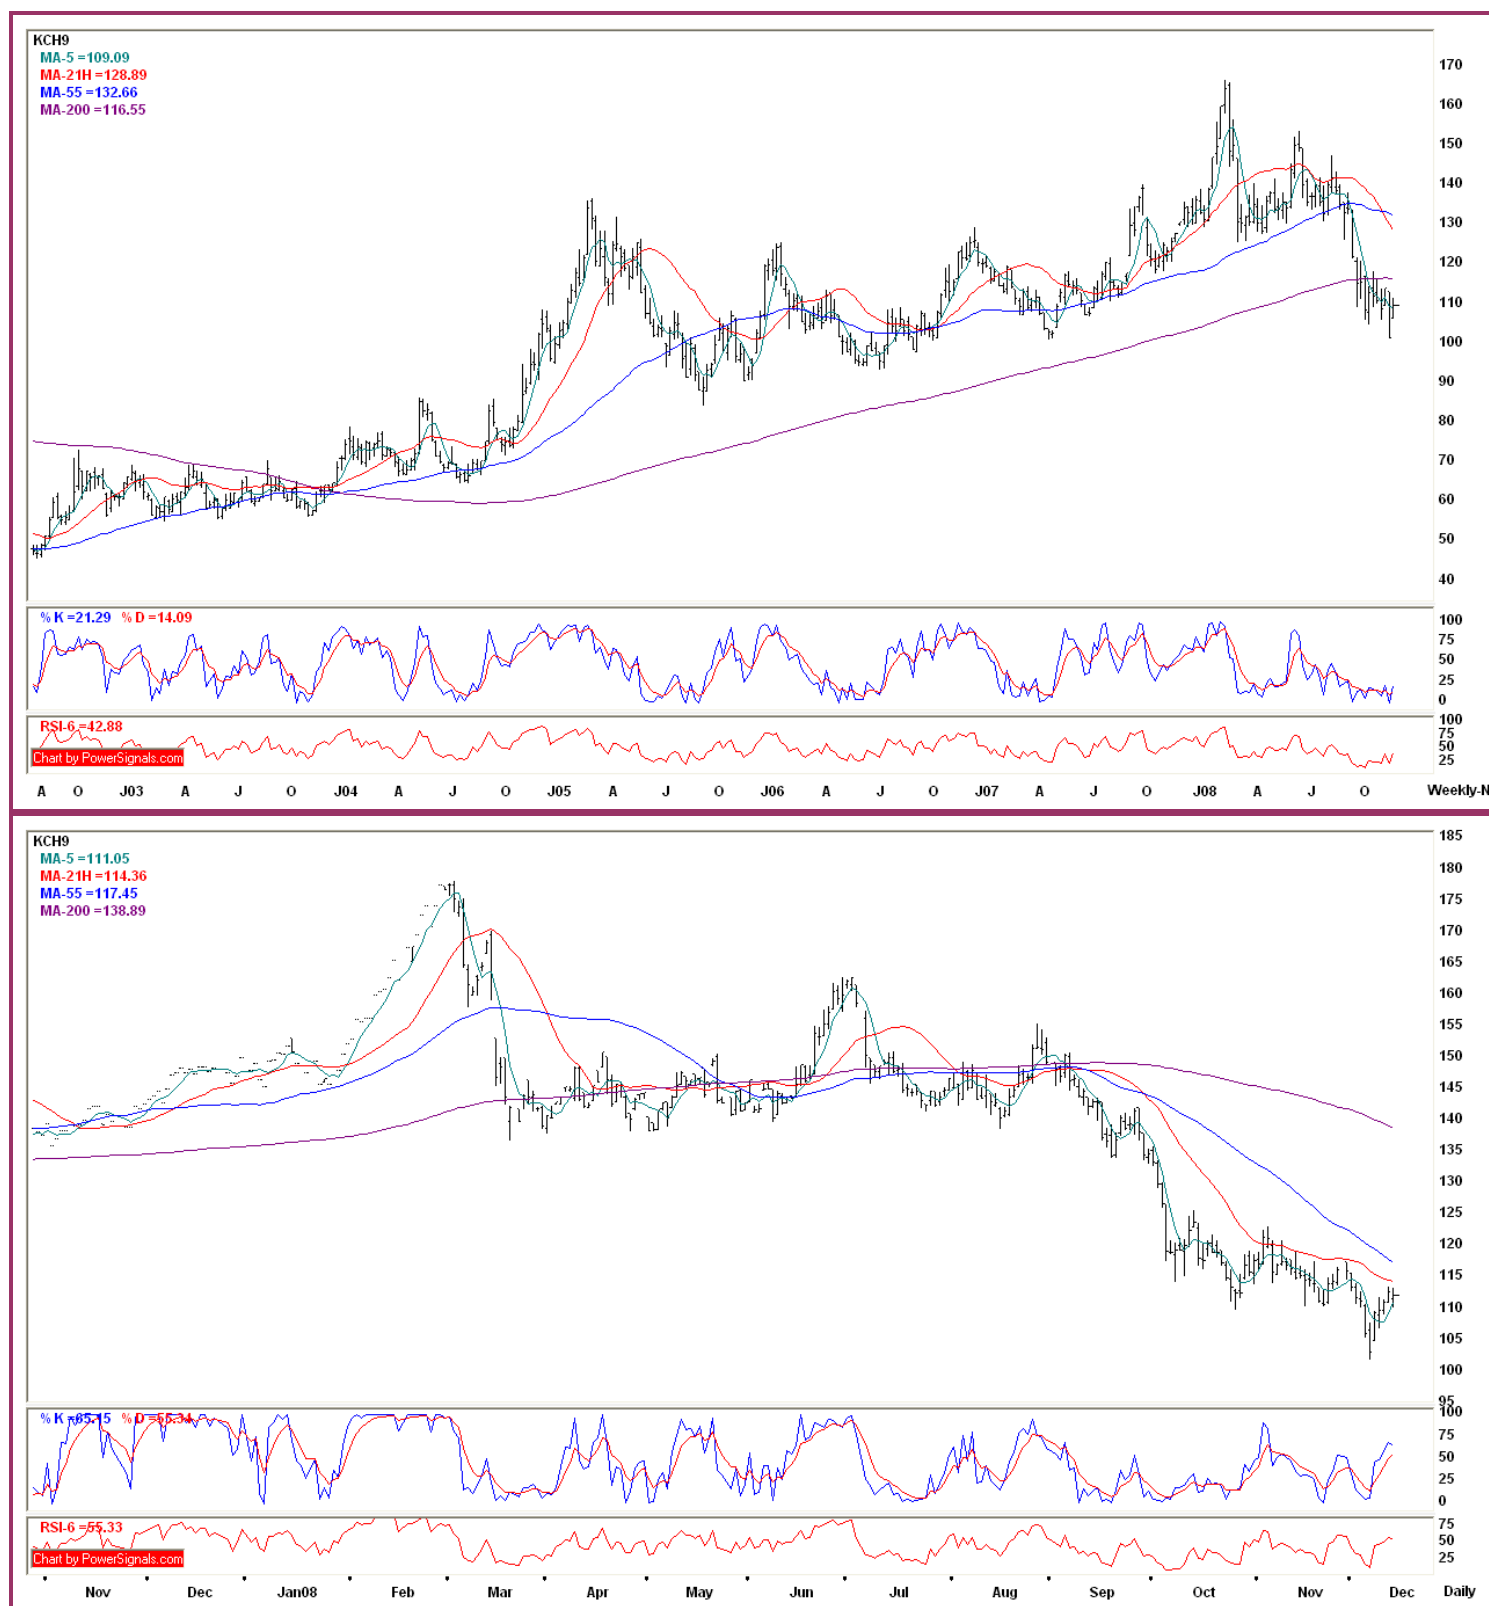 KCH9
MA-5 =109.09
MA-21H =128.89
MA-55 =132.66
MA-200 =116.55
170
160
150
140
130
120
110
100
90
80
70
60
50
40
% K =21.29 % D =14.09
100
75
50
25
0
RSI-6 =42.88
100
75
50
25
Chart by PowerSignals.com
A O J03 A J O J04 A J O J05 A J O J06 A J O J07 A J O J08 A J O Weekly-N
KCH9
MA-5 =111.05
MA-21H =114.36
MA-55 =117.45
MA-200 =138.89
185
180
175
170
165
160
155
150
145
140
135
130
125
120
115
110
105
100
95
% K =65.15 % D =55.34
100
75
50
25
0
RSI-6 =55.33
75
50
25
Chart by PowerSignals.com
Nov Dec Jan08 Feb Mar Apr May Jun Jul Aug Sep Oct Nov Dec Daily